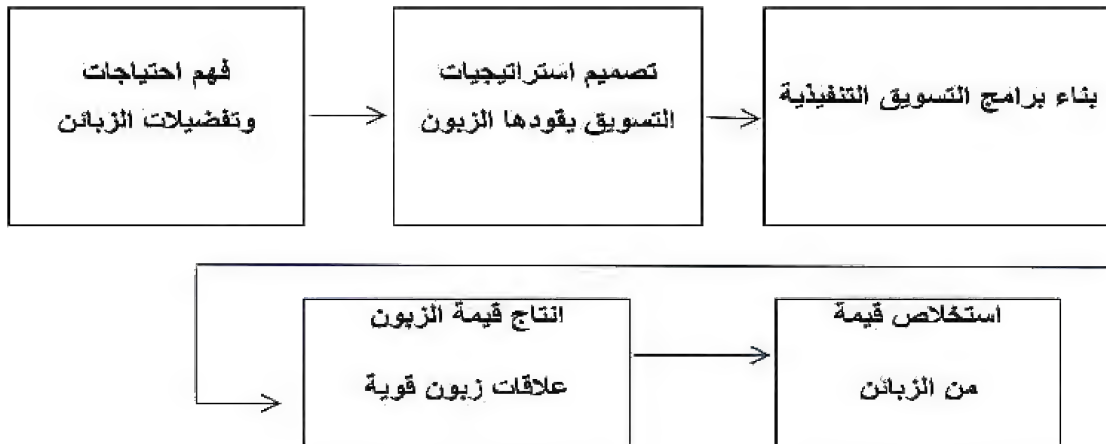 فهم احتياجات
وتفضيلات الزبائن
تصميم استراتيجيات
التسويق يقودها الزبون
بناء برامج التسويق التنفيذية
انتاج قيمة الزبون
علاقات زبون قوية
استخلاص قيمة
من الزبائن